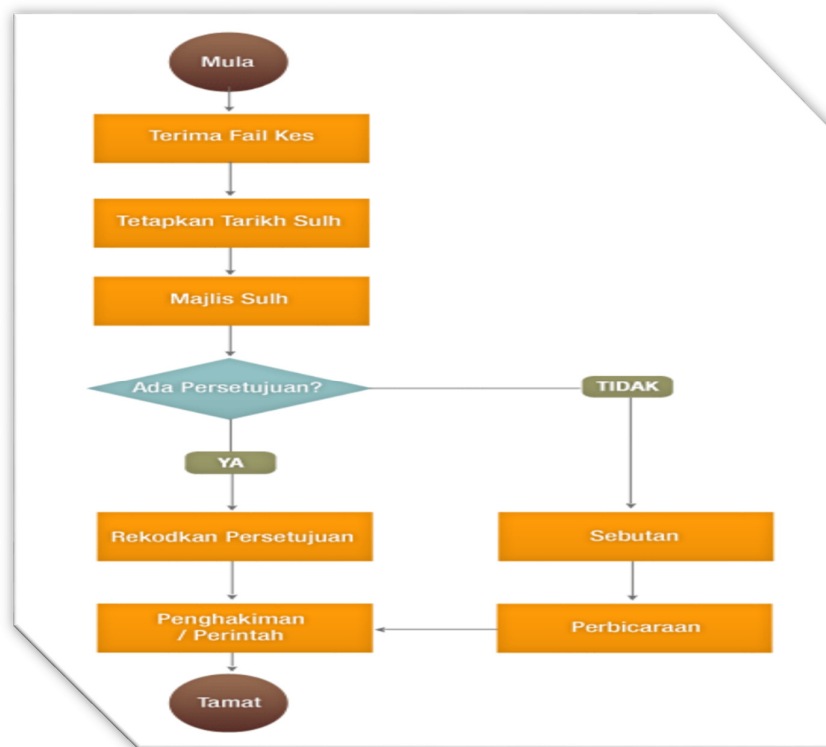 Mula
Terima Fail Kes
Tetapkan Tarikh Sulh
Majlis Sulh
Ada Persetujuan?
TIDAK
YA
Rekodkan Persetujuan
Sebutan
Penghakiman
/ Perintah
Perbicaraan
Tamat